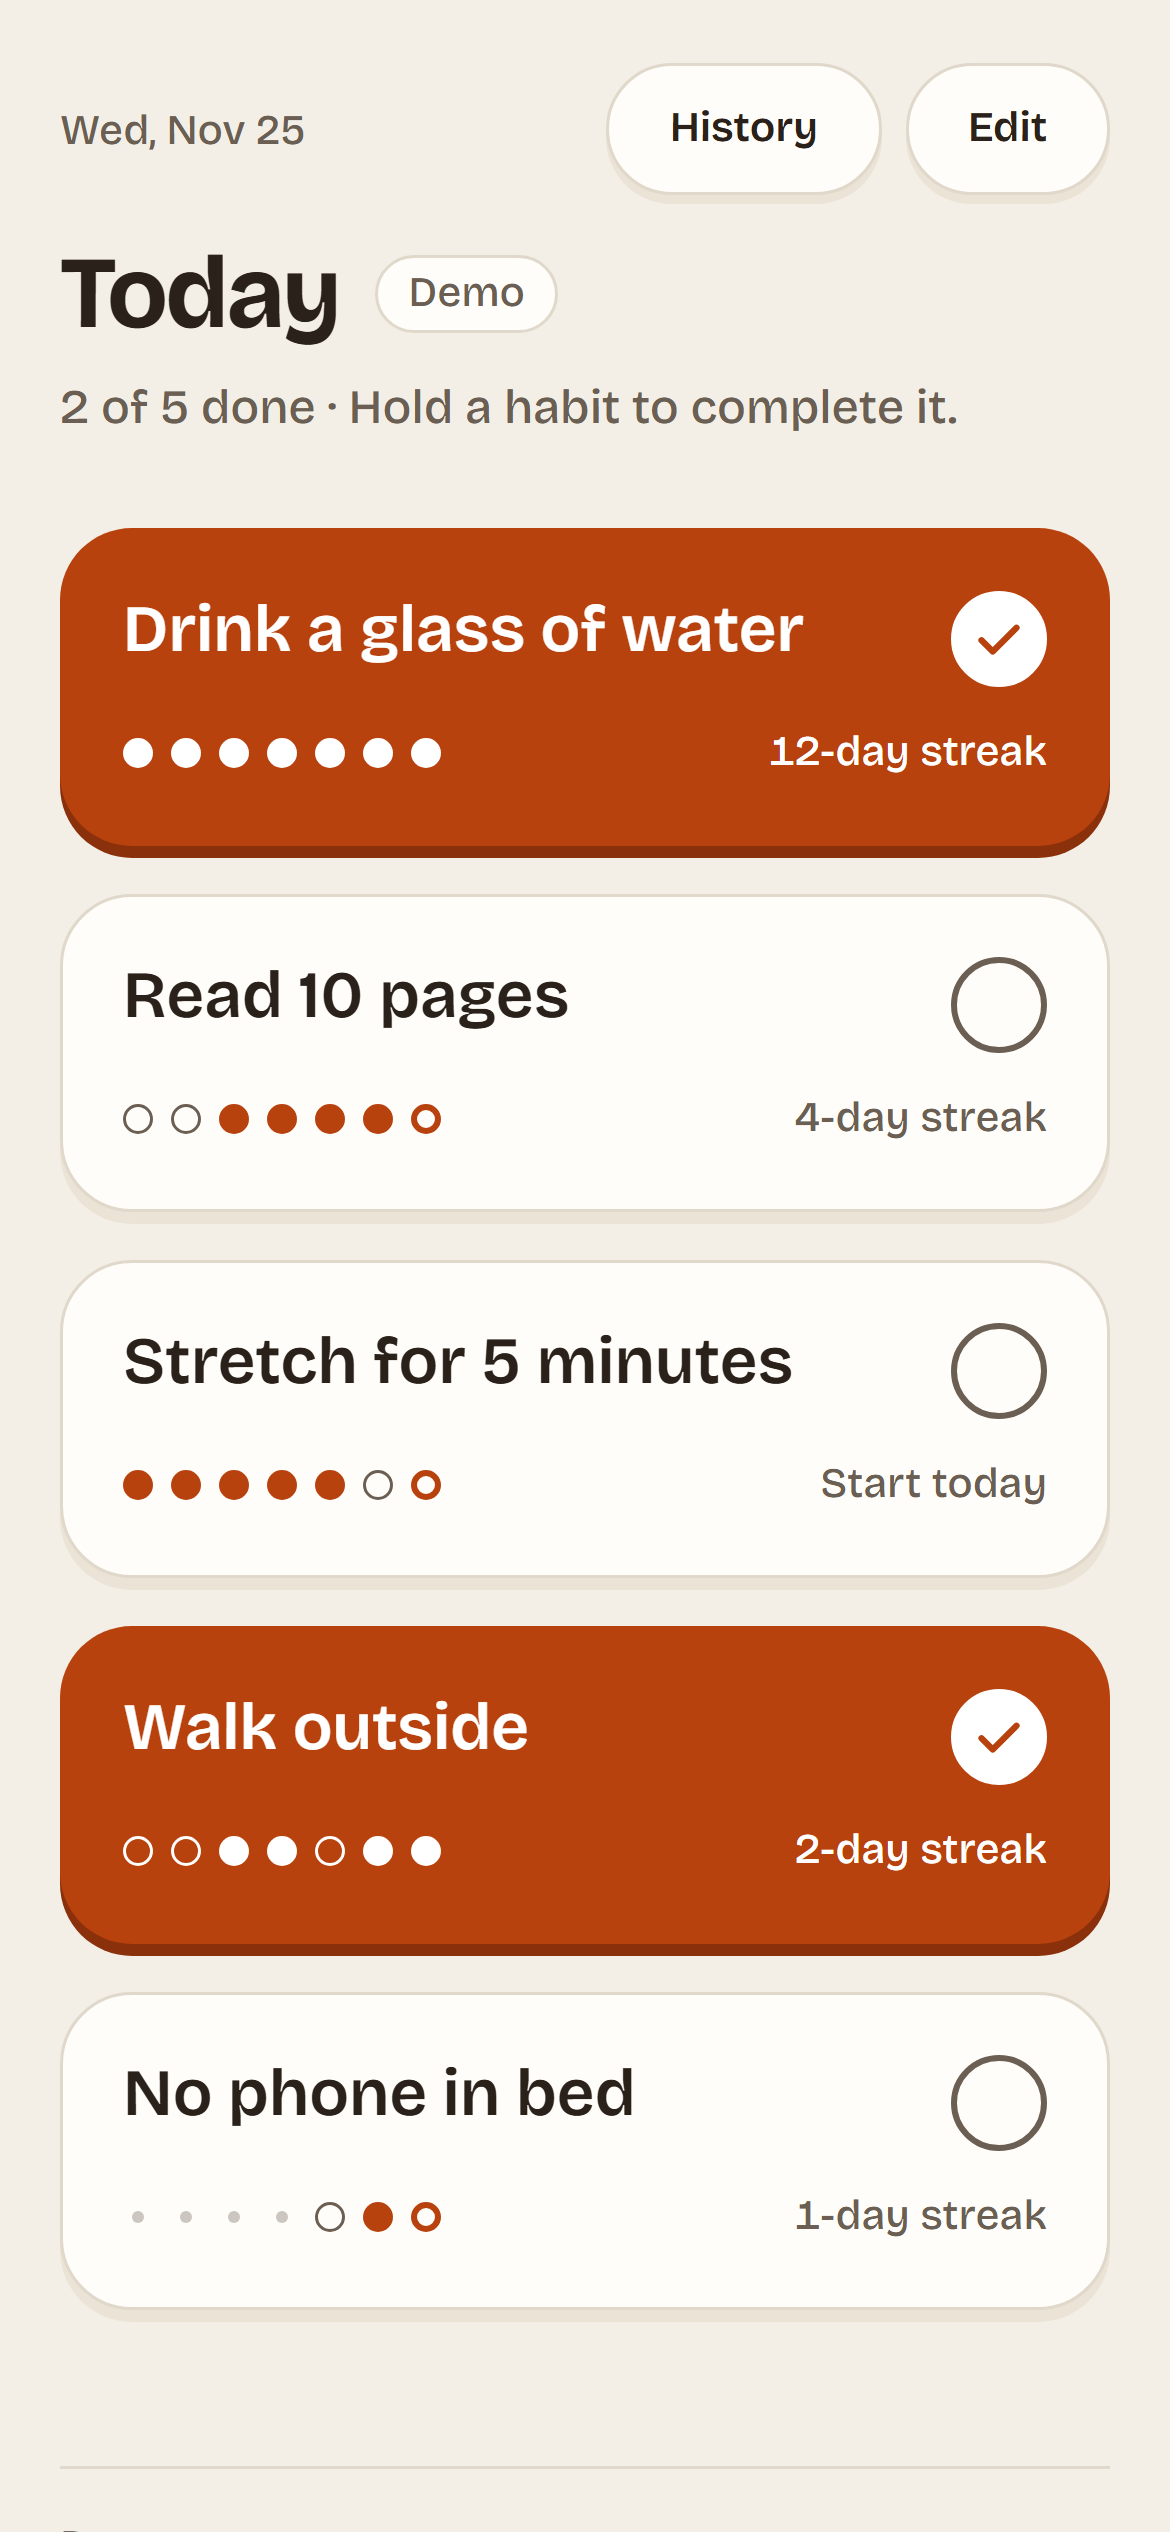 Wed, Nov 25
History
Edit
Today
Demo
2 of 5 done · Hold a habit to complete it.
Drink a glass of water
12-day streak
Read 10 pages
4-day streak
Stretch for 5 minutes
Start today
Walk outside
2-day streak
No phone in bed
1-day streak